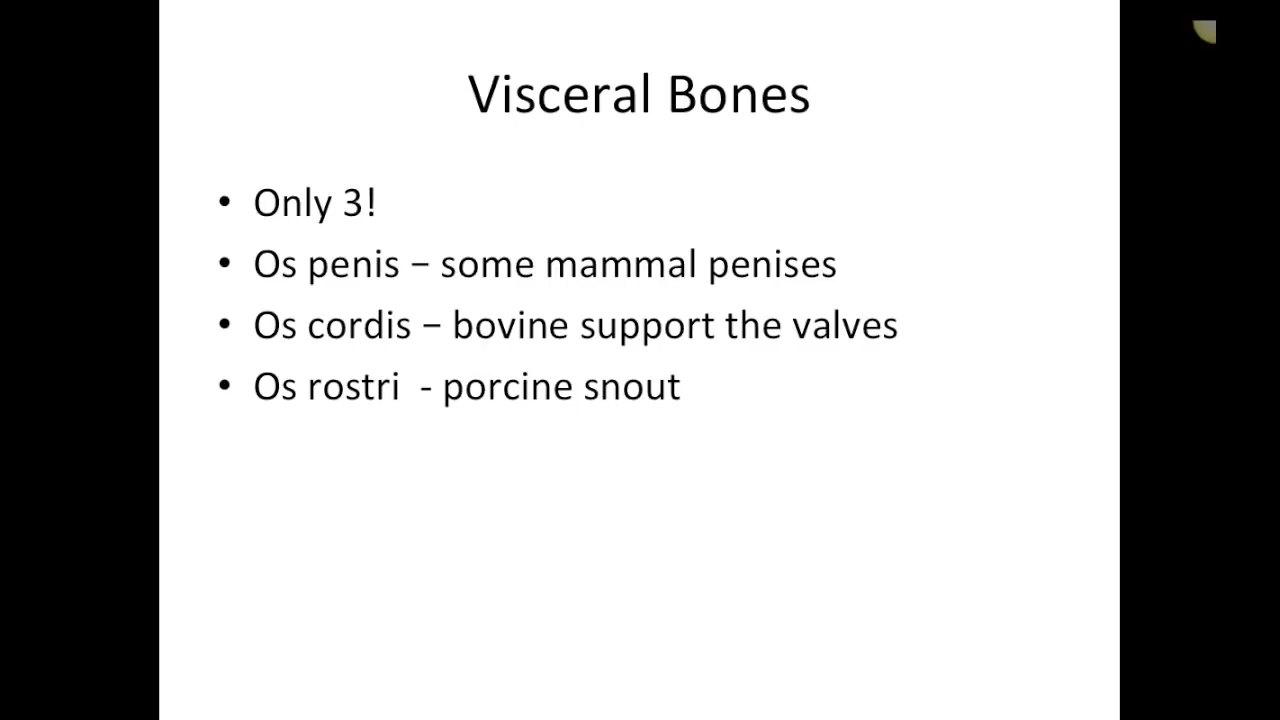 Visceral Bones
• Only 3!
• Os penis – some mammal penises
• Os cordis – bovine support the valves
• Os rostri  - porcine snout